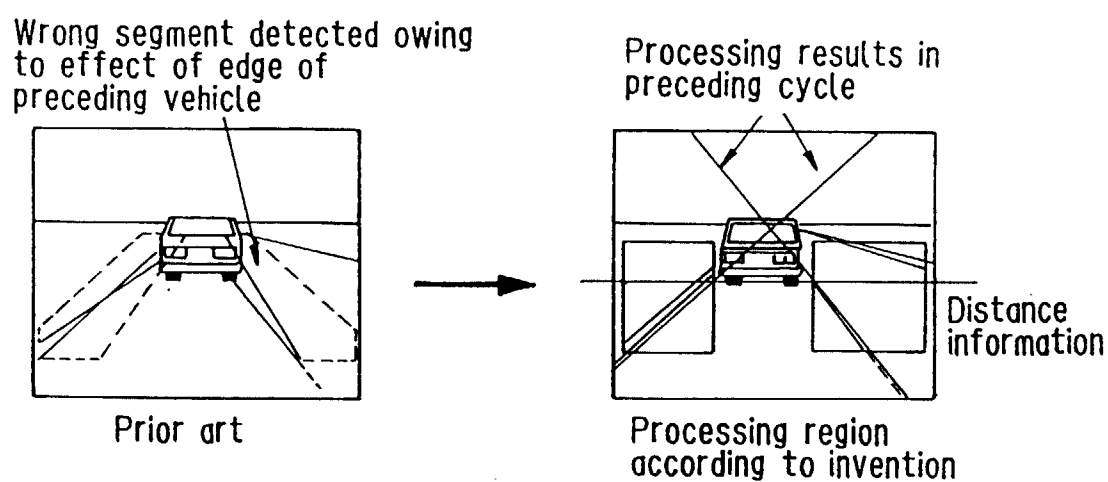 Wrong segment detected owing
to effect of edge of
preceding vehicle
Prior art
Processing results in
preceding cycle
Distance
information
Processing region
according to invention